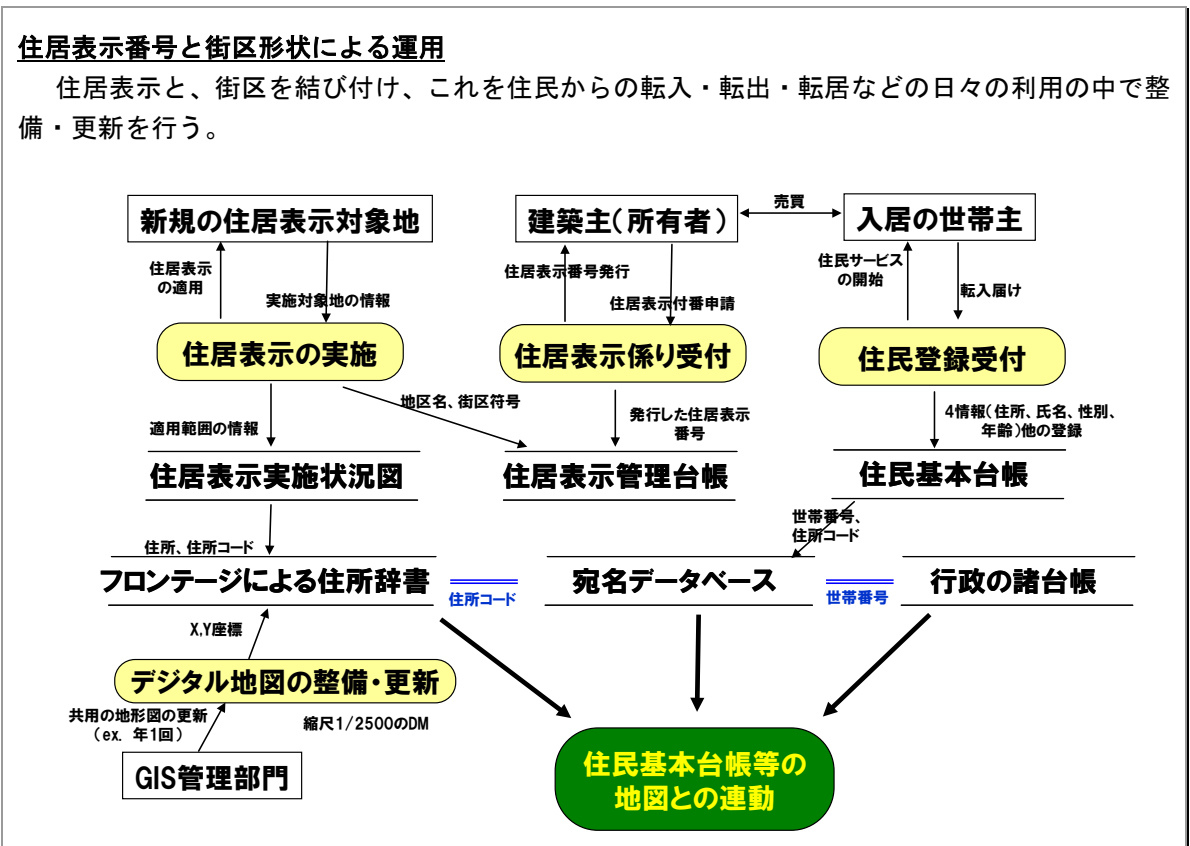 住居表示番号と街区形状による運用
住居表示と、街区を結び付け、これを住民からの転入・転出・転居などの日々の利用の中で整
備・更新を行う。
新規の住居表示対象地
建築主(所有者)
売買
入居の世帯主
住居表示
の適用
実施対象地の情報
住居表示番号発行
住居表示付番申請
住民サービス
の開始
転入届け
住居表示の実施
住居表示係り受付
住民登録受付
適用範囲の情報
地区名、街区符号
発行した住居表示
番号
4情報(住所、氏名、性別、
年齢)他の登録
住居表示実施状況図
住居表示管理台帳
住民基本台帳
住所、住所コード
世帯番号、
住所コード
フロンテージによる住所辞書
住所コード
宛名データベース
世帯番号
行政の諸台帳
X,Y座標
デジタル地図の整備・更新
共用の地形図の更新
(ex. 年1回)
縮尺1/2500のDM
GIS管理部門
住民基本台帳等の
地図との連動